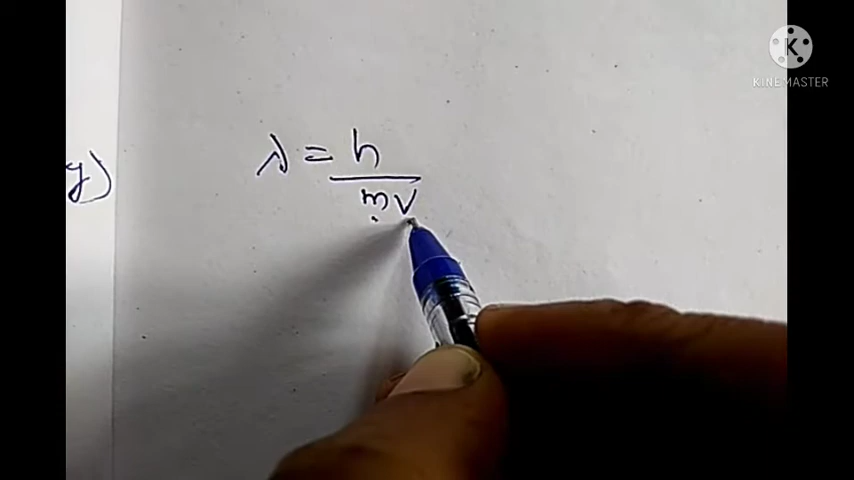 K
KINEMASTER
y)
λ = h
mv